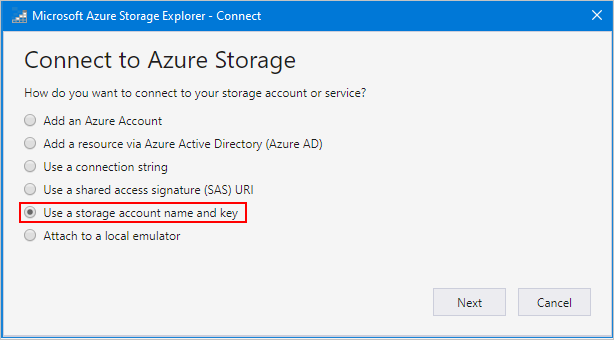 Microsoft Azure Storage Explorer - Connect
Connect to Azure Storage
How do you want to connect to your storage account or service?
Add an Azure Account
Add a resource via Azure Active Directory (Azure AD)
Use a connection string
Use a shared access signature (SAS) URI
Use a storage account name and key
Attach to a local emulator
Next
Cancel